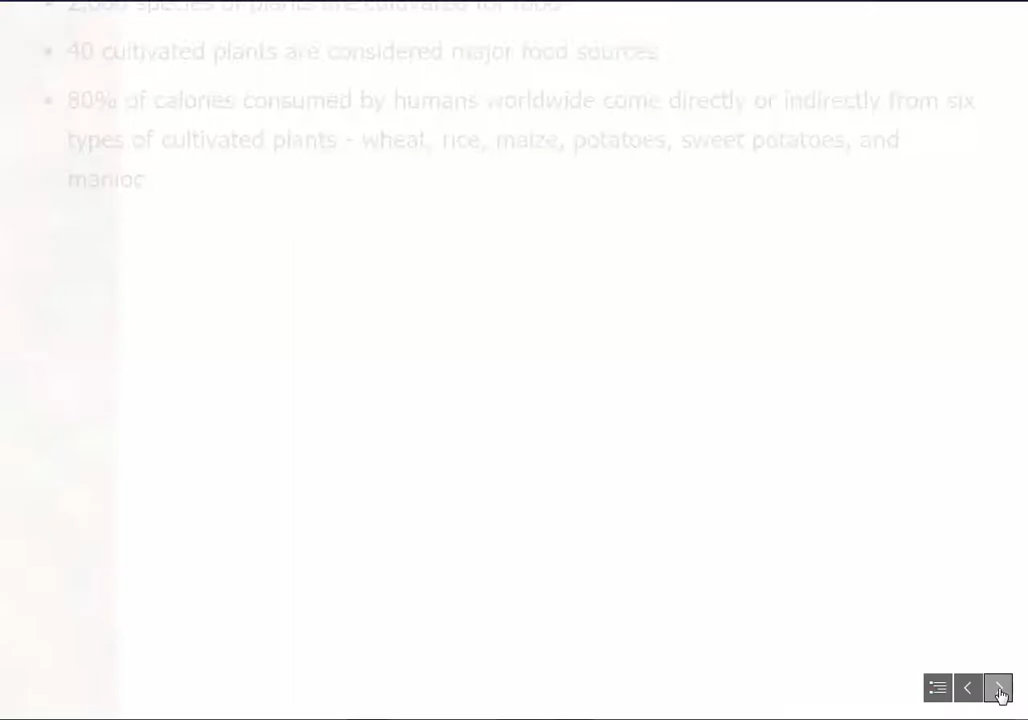 • 2,000 species of plants are cultivated for food
• 40 cultivated plants are considered major food sources
• 80% of calories consumed by humans worldwide come directly or indirectly from six
types of cultivated plants - wheat, rice, maize, potatoes, sweet potatoes, and
manioc